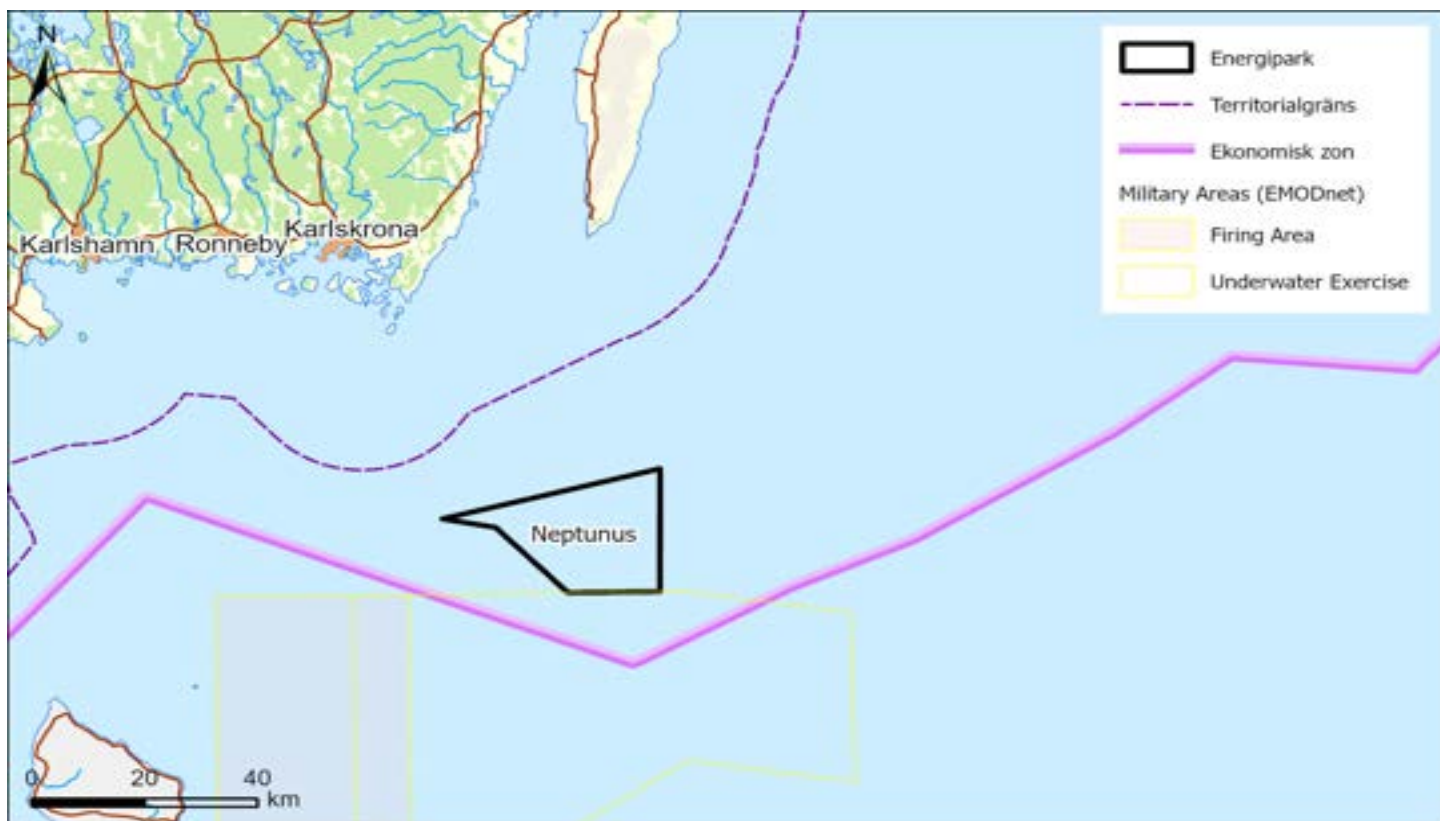 N
Energipark
Territorialgräns
Ekonomisk zon
Military Areas (EMODnet)
Firing Area
Underwater Exercise
Karlshamn
Ronneby
Karlskrona
Neptunus
0 20 40
km